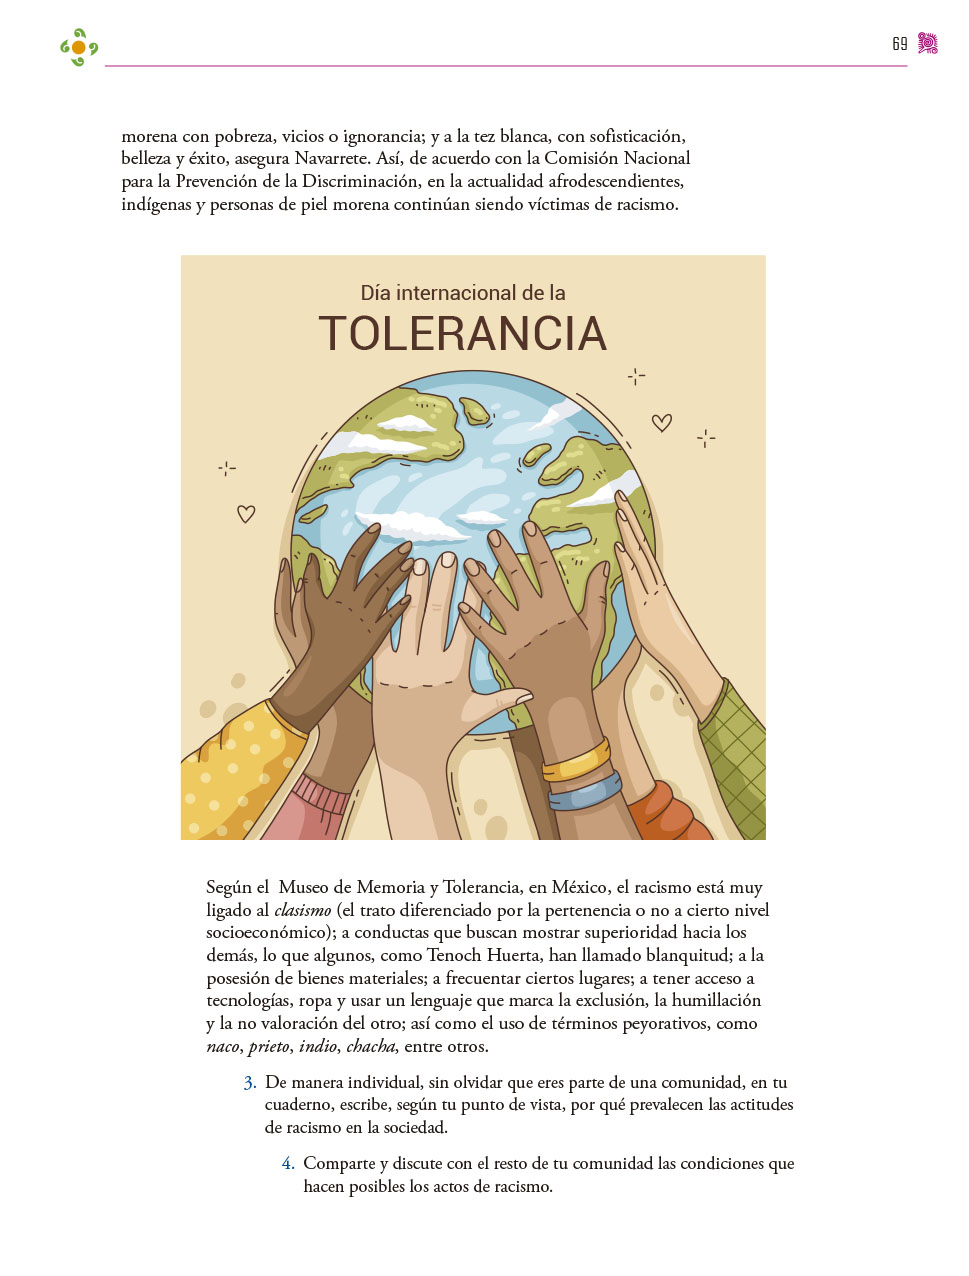 69
morena con pobreza, vicios o ignorancia; y a la tez blanca, con sofisticación,
belleza y éxito, asegura Navarrete. Así, de acuerdo con la Comisión Nacional
para la Prevención de la Discriminación, en la actualidad afrodescendientes,
indígenas y personas de piel morena continúan siendo víctimas de racismo.
Día internacional de la
TOLERANCIA
Según el  Museo de Memoria y Tolerancia, en México, el racismo está muy
ligado al clasismo (el trato diferenciado por la pertenencia o no a cierto nivel
socioeconómico); a conductas que buscan mostrar superioridad hacia los
demás, lo que algunos, como Tenoch Huerta, han llamado blanquitud; a la
posesión de bienes materiales; a frecuentar ciertos lugares; a tener acceso a
tecnologías, ropa y usar un lenguaje que marca la exclusión, la humillación
y la no valoración del otro; así como el uso de términos peyorativos, como
naco, prieto, indio, chacha, entre otros.
3. De manera individual, sin olvidar que eres parte de una comunidad, en tu
cuaderno, escribe, según tu punto de vista, por qué prevalecen las actitudes
de racismo en la sociedad.
4. Comparte y discute con el resto de tu comunidad las condiciones que
hacen posibles los actos de racismo.